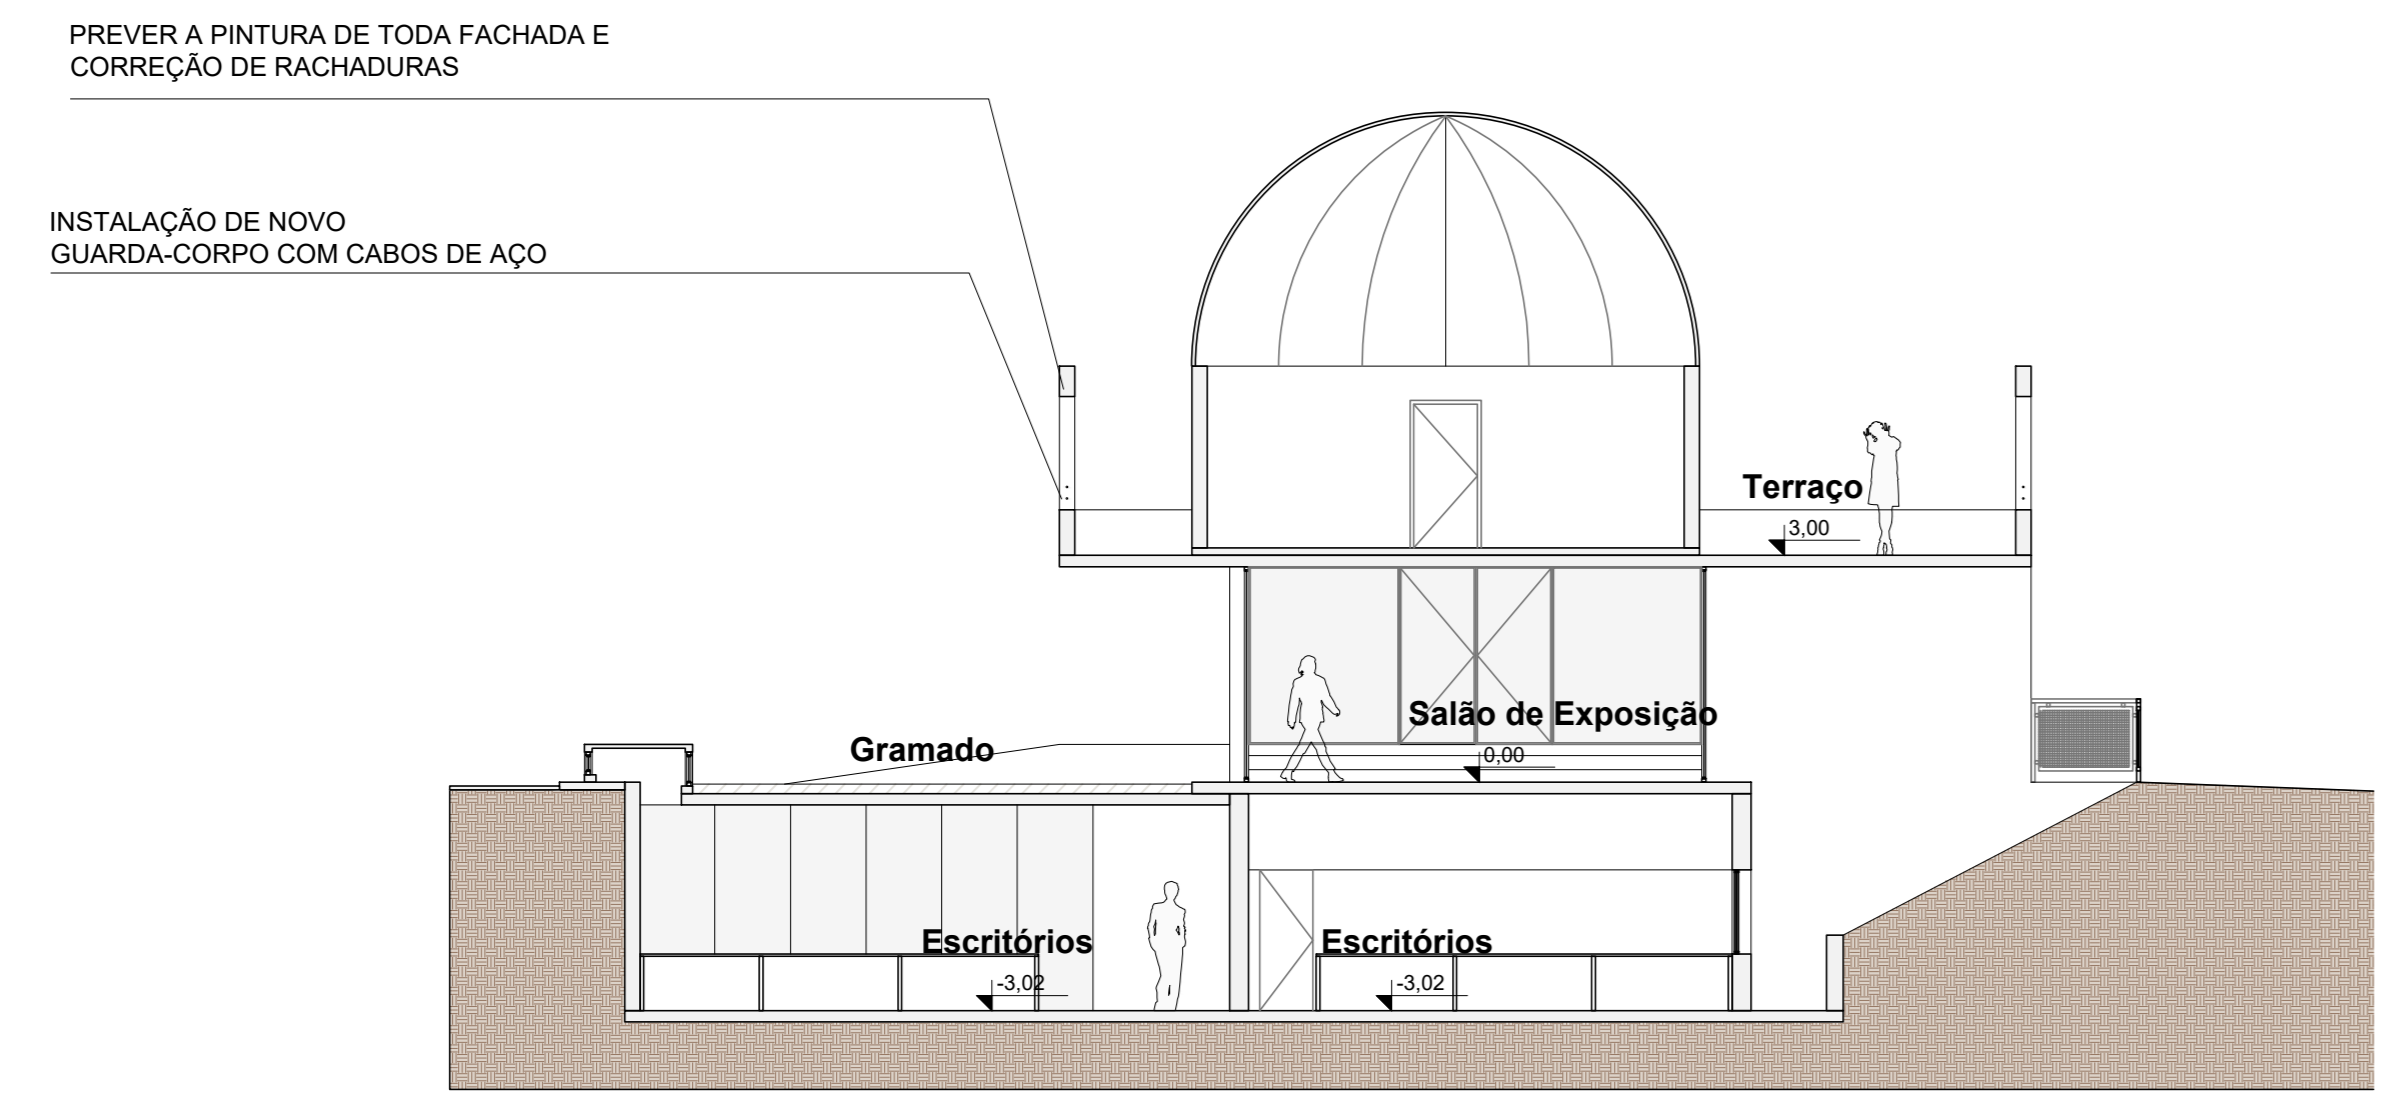 PREVER A PINTURA DE TODA FACHADA E
CORREÇÃO DE RACHADURAS
INSTALAÇÃO DE NOVO
GUARDA-CORPO COM CABOS DE AÇO
Terraço
3,00
Salão de Exposição
0,00
Gramado
Escritórios
-3,02
Escritórios
-3,02